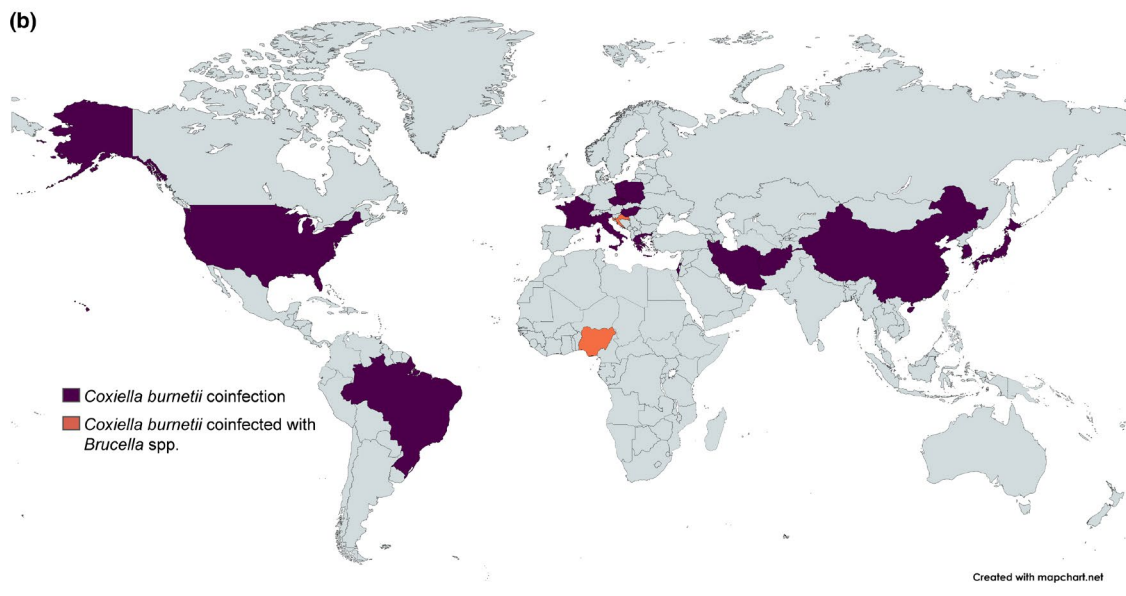 (b)
Coxiella burnetii coinfection
Coxiella burnetii coinfected with
Brucella spp.
Created with mapchart.net